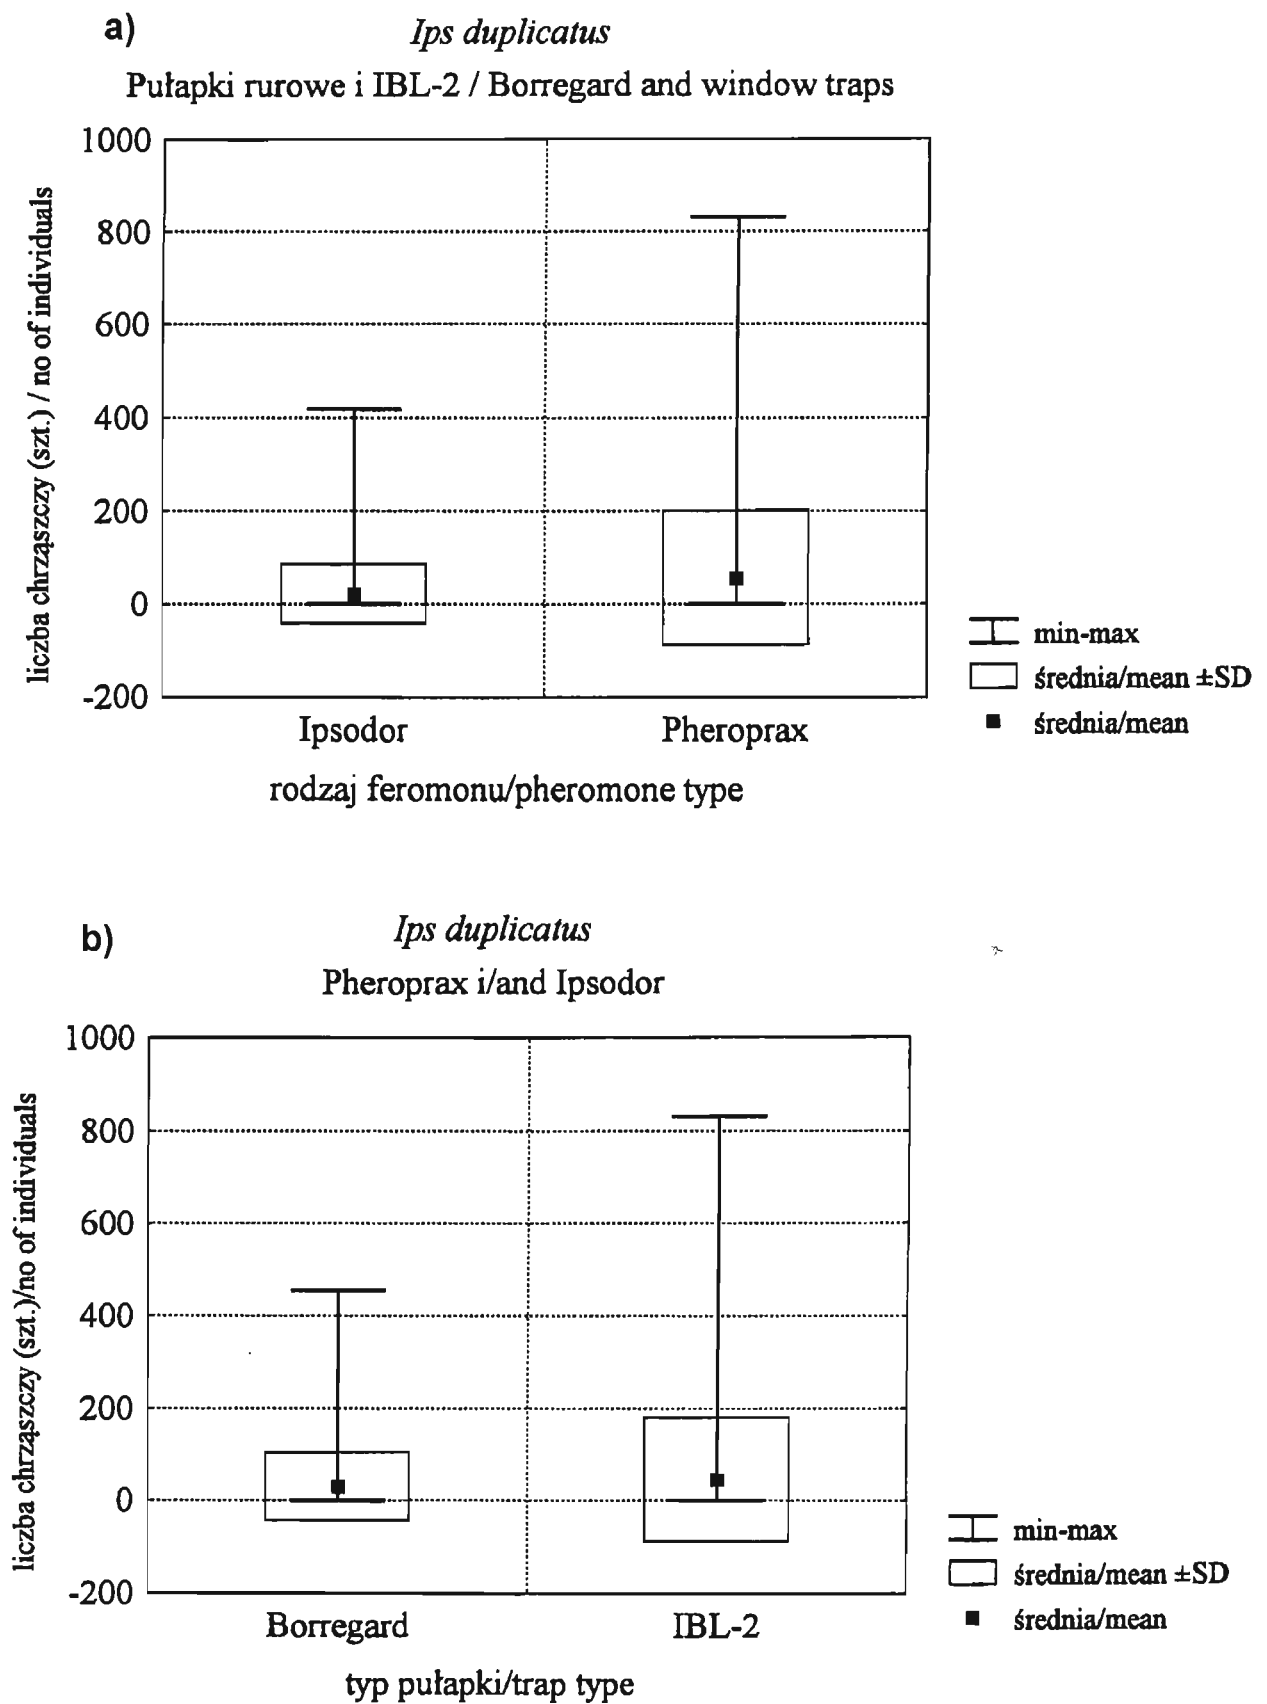 a)
Ips duplicatus
Pułapki rurowe i IBL-2 / Borregard and window traps
liczba chrząszczy (szt.) / no of individuals
1000
800
600
400
200
0
-200
Ipsodor Pheroprax
rodzaj feromonu/pheromone type
min-max
średnia/mean ±SD
średnia/mean
b)
Ips duplicatus
Pheroprax i/and Ipsodor
liczba chrząszczy (szt.)/no of individuals
1000
800
600
400
200
0
-200
Borregard IBL-2
typ pułapki/trap type
min-max
średnia/mean ±SD
średnia/mean